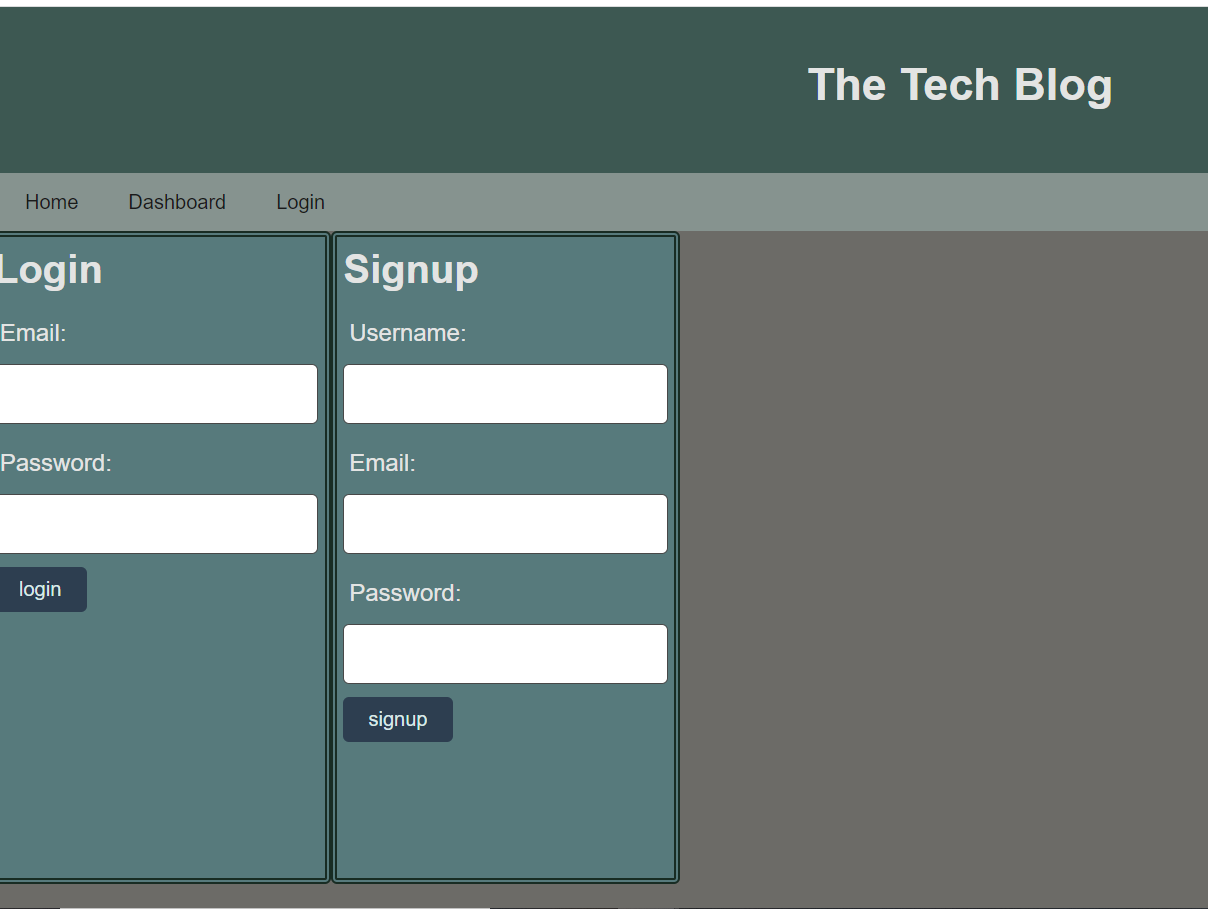 The Tech Blog
Home Dashboard Login
Login
Email:
Password:
login
Signup
Username:
Email:
Password:
signup